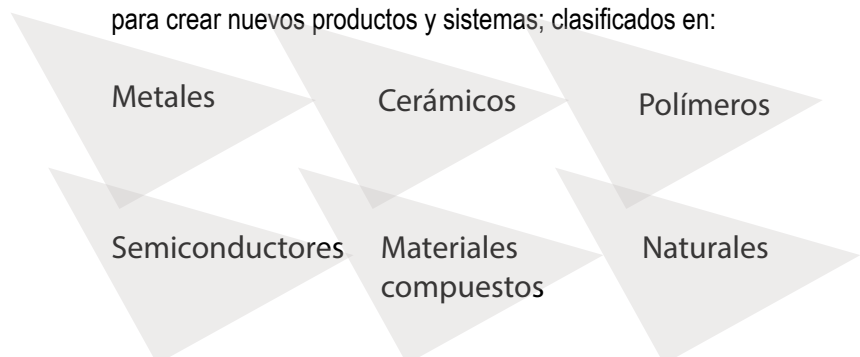 para crear nuevos productos y sistemas; clasificados en:
Metales
Cerámicos
Polímeros
Semiconductores
Materiales
compuestos
Naturales